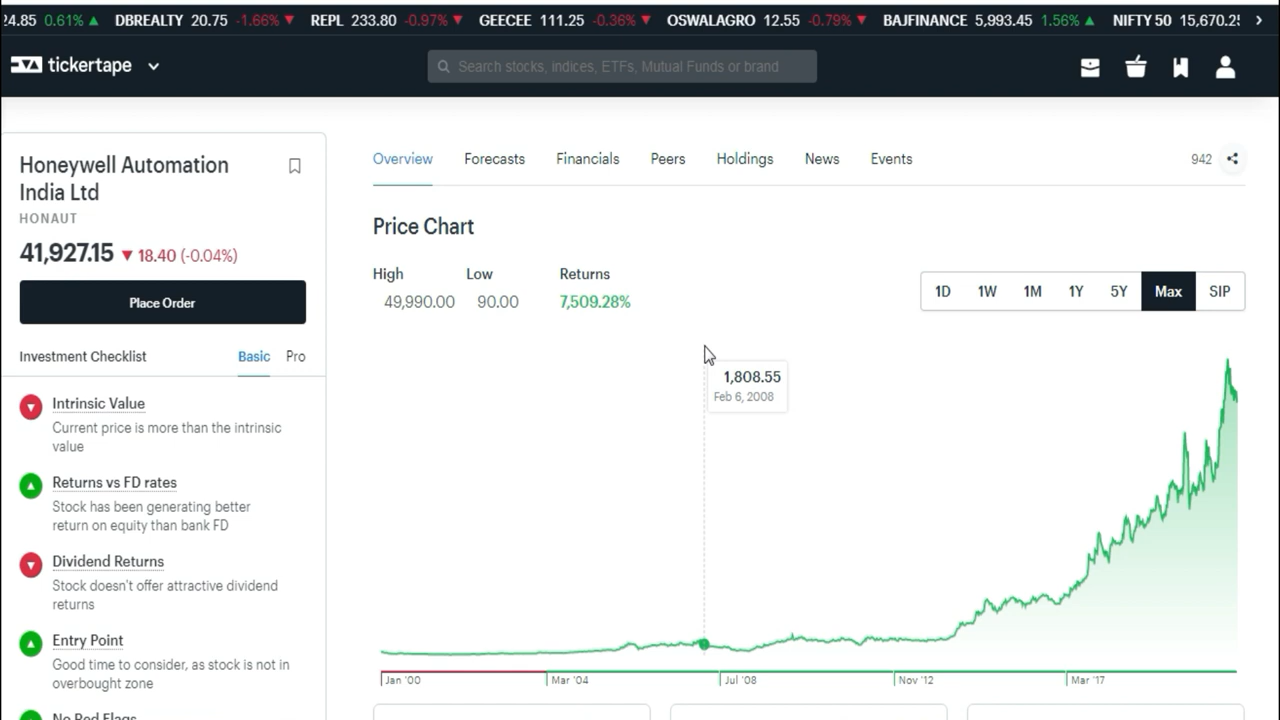 24.85 0.61% ▲ DBREALTY 20.75 -1.66% ▼ REPL 233.80 -0.97% ▼ GEECEE 111.25 -0.36% ▼ OSWALAGRO 12.55 -0.79% ▼ BAJFINANCE 5,993.45 1.56% ▲ NIFTY 50 15,670.25
tickertape
Search stocks, indices, ETFs, Mutual Funds or brand
Honeywell Automation
India Ltd
HONAUT
41,927.15 ▼ 18.40 (-0.04%)
Place Order
Investment Checklist Basic Pro
Intrinsic Value
Current price is more than the intrinsic
value
Returns vs FD rates
Stock has been generating better
return on equity than bank FD
Dividend Returns
Stock doesn't offer attractive dividend
returns
Entry Point
Good time to consider, as stock is not in
overbought zone
No Red Flags
Overview Forecasts Financials Peers Holdings News Events 942
Price Chart
High Low Returns
49,990.00 90.00 7,509.28%
1D 1W 1M 1Y 5Y Max SIP
1,808.55
Feb 6, 2008
Jan '00 Mar '04 Jul '08 Nov '12 Mar '17